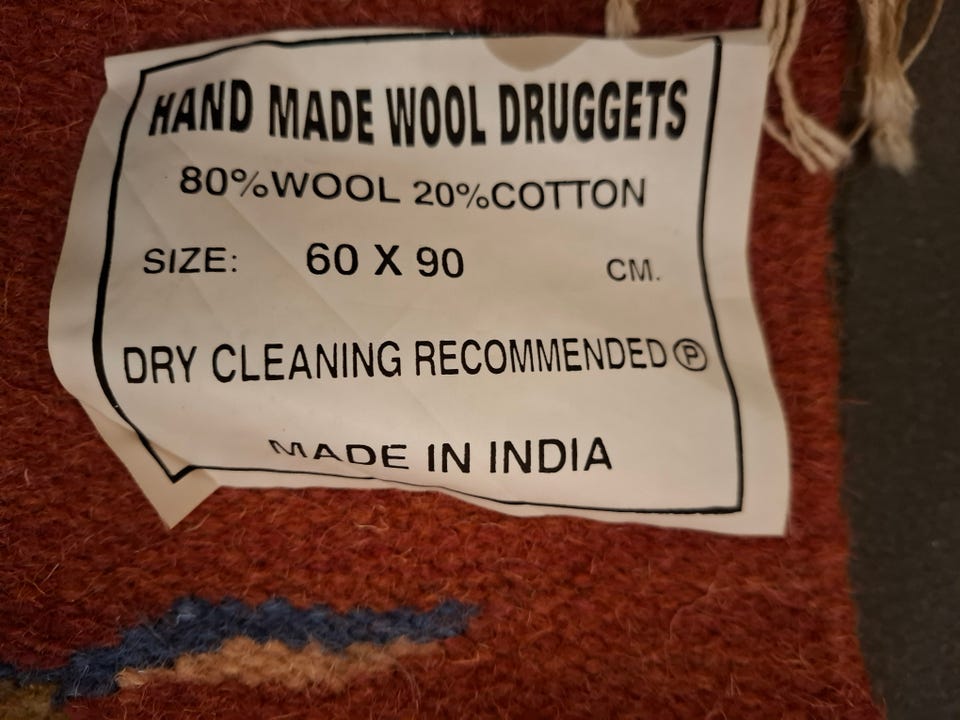 HAND MADE WOOL DRUGGETS
80%WOOL 20%COTTON
SIZE: 60 X 90 CM.
DRY CLEANING RECOMMENDED Ⓟ
MADE IN INDIA